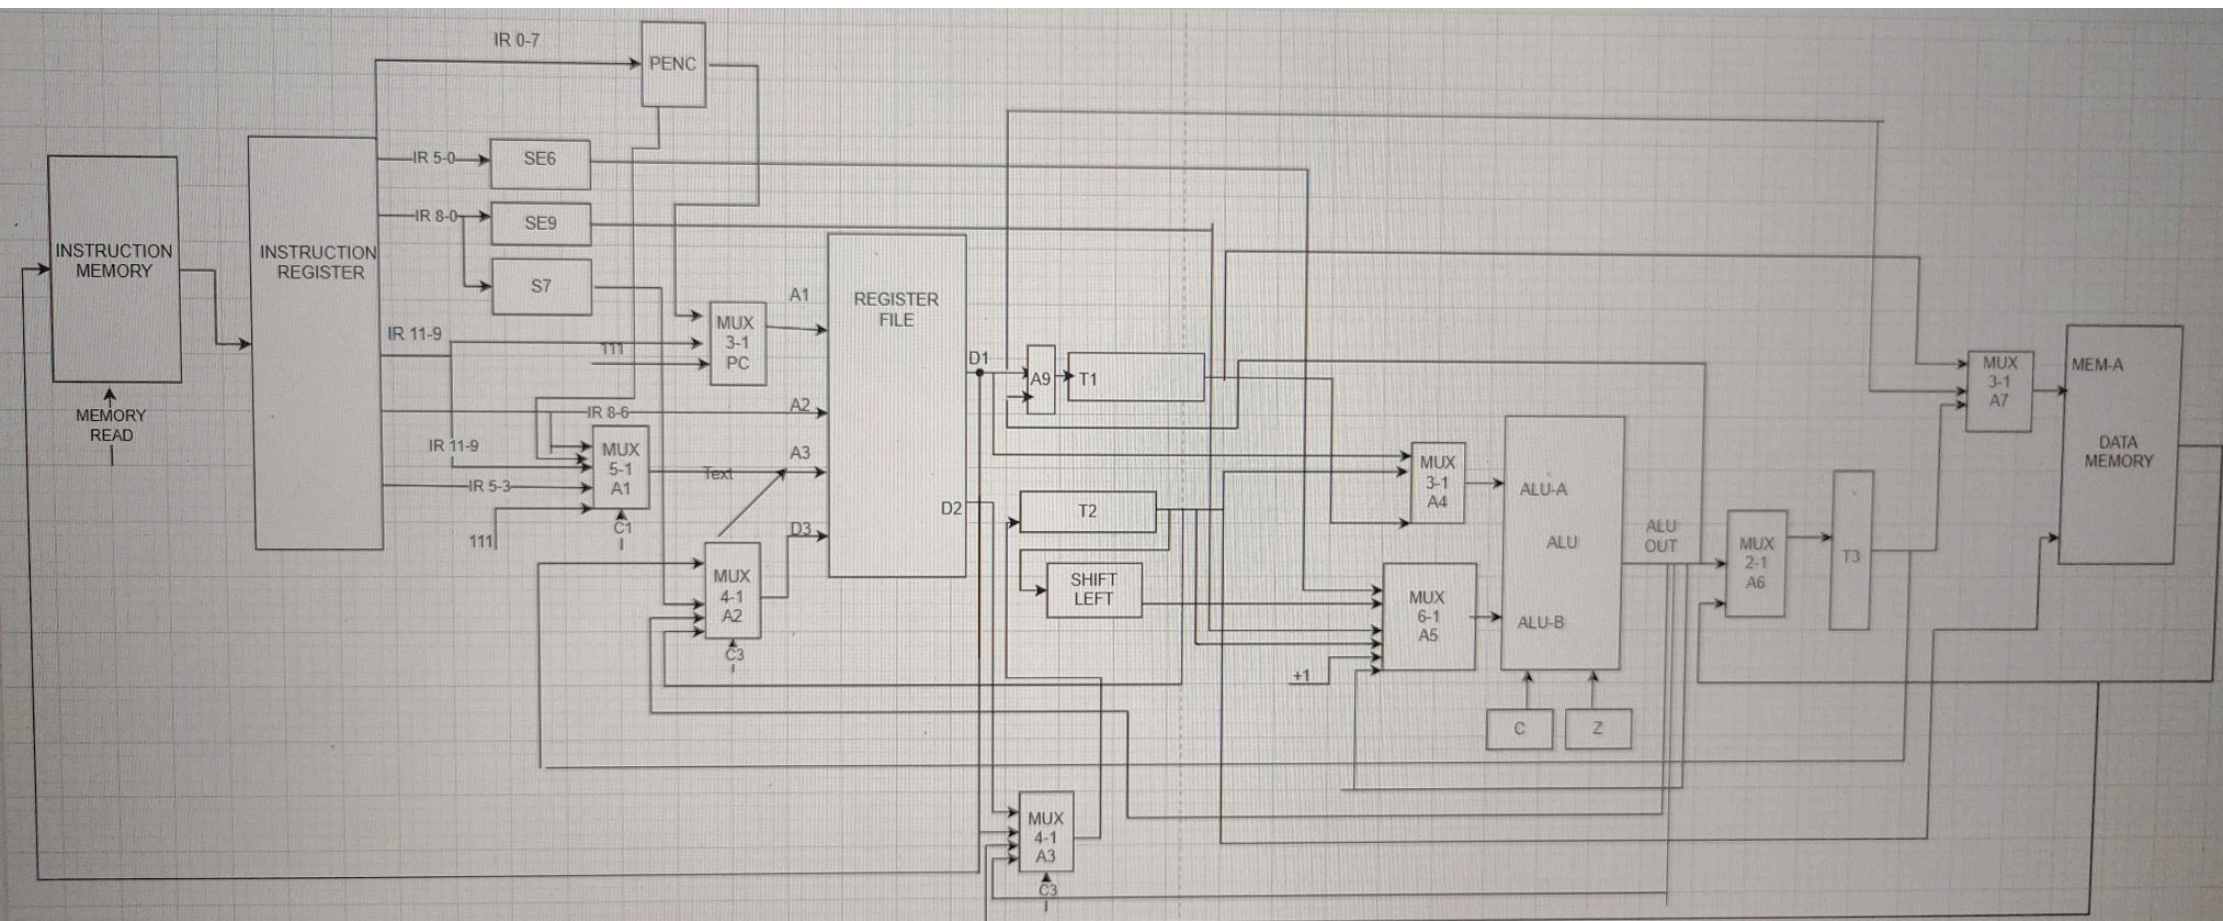 IR 0-7
PENC
IR 5-0
SE6
IR 8-0
SE9
S7
INSTRUCTION
MEMORY
INSTRUCTION
REGISTER
MEMORY
READ
IR 11-9
111
MUX
3-1
PC
A1
REGISTER
FILE
D1
A9
T1
IR 8-6
A2
IR 11-9
MUX
5-1
A1
IR 5-3
111
C1
Text
A3
D2
D3
T2
SHIFT
LEFT
MUX
4-1
A2
C3
MUX
3-1
A4
MUX
6-1
A5
+1
ALU-A
ALU
ALU-B
C
Z
ALU
OUT
MUX
2-1
A6
T3
MUX
3-1
A7
MEM-A
DATA
MEMORY
MUX
4-1
A3
C3